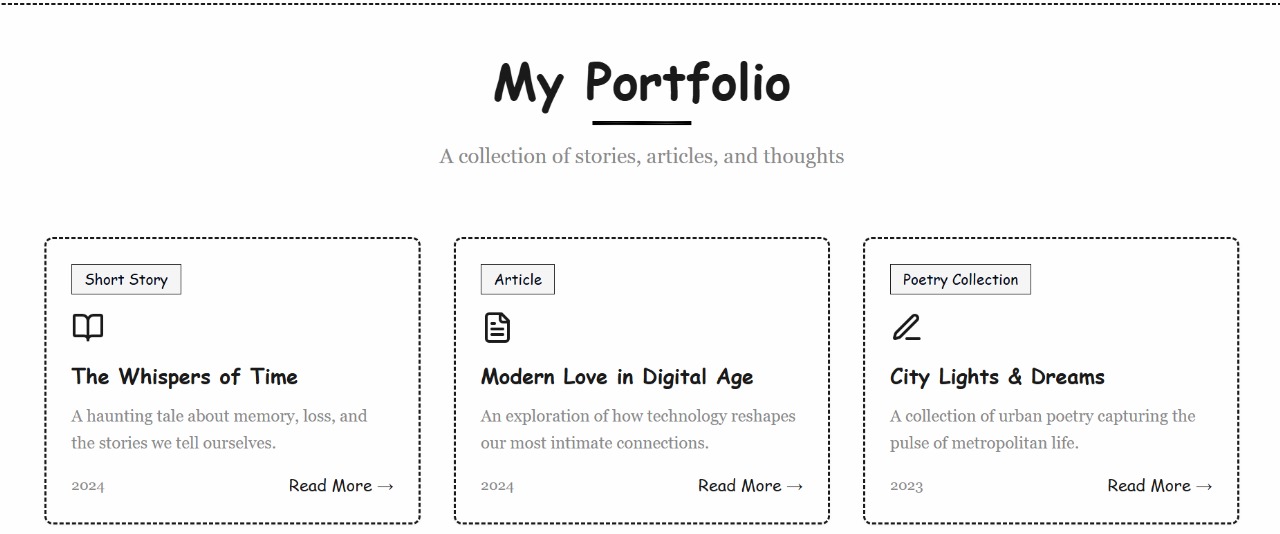 My Portfolio
A collection of stories, articles, and thoughts
Short Story
The Whispers of Time
A haunting tale about memory, loss, and
the stories we tell ourselves.
2024
Read More →
Article
Modern Love in Digital Age
An exploration of how technology reshapes
our most intimate connections.
2024
Read More →
Poetry Collection
City Lights & Dreams
A collection of urban poetry capturing the
pulse of metropolitan life.
2023
Read More →